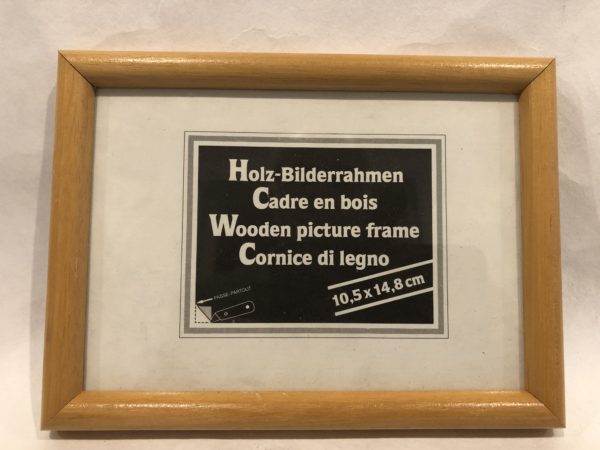 Holz-Bilderrahmen
Cadre en bois
Wooden picture frame
Cornice di legno
10,5 x 14,8 cm
PASSE-PARTOUT